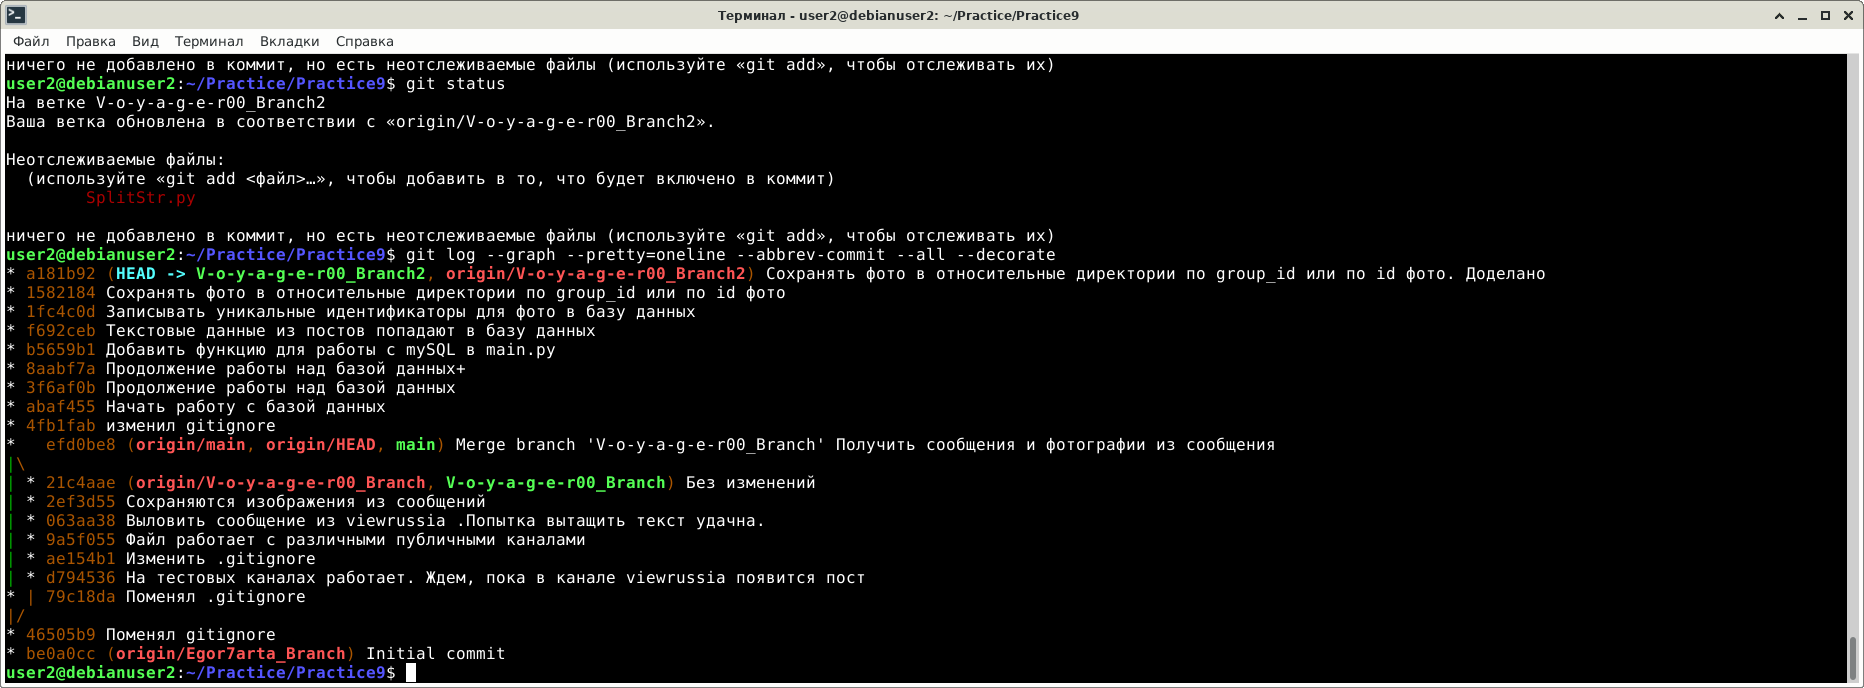 Терминал - user2@debianuser2: ~/Practice/Practice9
Файл Правка Вид Терминал Вкладки Справка
ничего не добавлено в коммит, но есть неотслеживаемые файлы (используйте «git add», чтобы отслеживать их)
user2@debianuser2:~/Practice/Practice9$ git status
На ветке V-o-y-a-g-e-r00_Branch2
Ваша ветка обновлена в соответствии с «origin/V-o-y-a-g-e-r00_Branch2».
Неотслеживаемые файлы:
(используйте «git add <файл>…», чтобы добавить в то, что будет включено в коммит)
SplitStr.py
ничего не добавлено в коммит, но есть неотслеживаемые файлы (используйте «git add», чтобы отслеживать их)
user2@debianuser2:~/Practice/Practice9$ git log --graph --pretty=oneline --abbrev-commit --all --decorate
* a181b92 (HEAD -> V-o-y-a-g-e-r00_Branch2, origin/V-o-y-a-g-e-r00_Branch2) Сохранять фото в относительные директории по group_id или по id фото. Доделано
* 1582184 Сохранять фото в относительные директории по group_id или по id фото
* 1fc4c0d Записывать уникальные идентификаторы для фото в базу данных
* f692ceb Текстовые данные из постов попадают в базу данных
* b5659b1 Добавить функцию для работы с mySQL в main.py
* 8aabf7a Продолжение работы над базой данных+
* 3f6af0b Продолжение работы над базой данных
* abaf455 Начать работу с базой данных
* 4fb1fab изменил gitignore
*   efd0be8 (origin/main, origin/HEAD, main) Merge branch 'V-o-y-a-g-e-r00_Branch' Получить сообщения и фотографии из сообщения
|\
| * 21c4aae (origin/V-o-y-a-g-e-r00_Branch, V-o-y-a-g-e-r00_Branch) Без изменений
| * 2ef3d55 Сохраняются изображения из сообщений
| * 063aa38 Выловить сообщение из viewrussia .Попытка вытащить текст удачна.
| * 9a5f055 Файл работает с различными публичными каналами
| * ae154b1 Изменить .gitignore
| * d794536 На тестовых каналах работает. Ждем, пока в канале viewrussia появится пост
* | 79c18da Поменял .gitignore
|/
* 46505b9 Поменял gitignore
* be0a0cc (origin/Egor7arta_Branch) Initial commit
user2@debianuser2:~/Practice/Practice9$